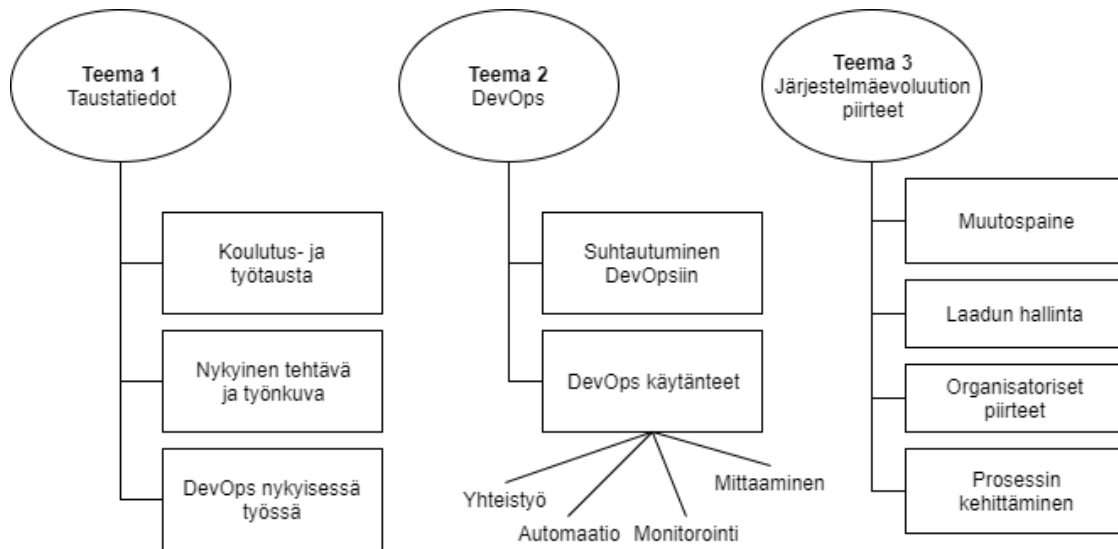 Teema 1
Taustatiedot
Koulutus- ja
työtausta
Nykyinen tehtävä
ja työnkuva
DevOps nykyisessä
työssä
Teema 2
DevOps
Suhtautuminen
DevOpsiin
DevOps käytänteet
Yhteistyö
Automaatio
Monitorointi
Mittaaminen
Teema 3
Järjestelmäevoluution
piirteet
Muutospaine
Laadun hallinta
Organisatoriset
piirteet
Prosessin
kehittäminen